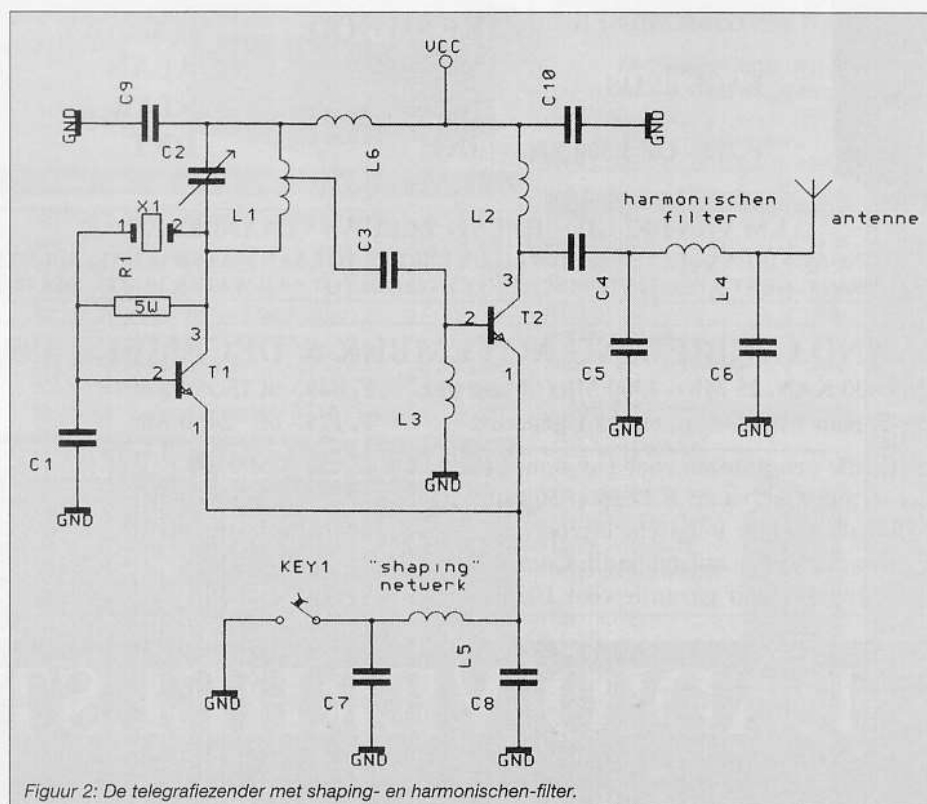 VCC
GND
C9
C10
GND
C2
L6
X1
1
2
L1
L2
harmonischen
filter
antenne
C3
R1
5W
3
3
2
T2
C4
L4
2
T1
1
1
C5
C6
L3
C1
GND
GND
GND
GND
KEY1
"shaping"
netwerk
L5
C7
C8
GND
GND
GND
Figuur 2: De telegrafiezender met shaping- en harmonischen-filter.